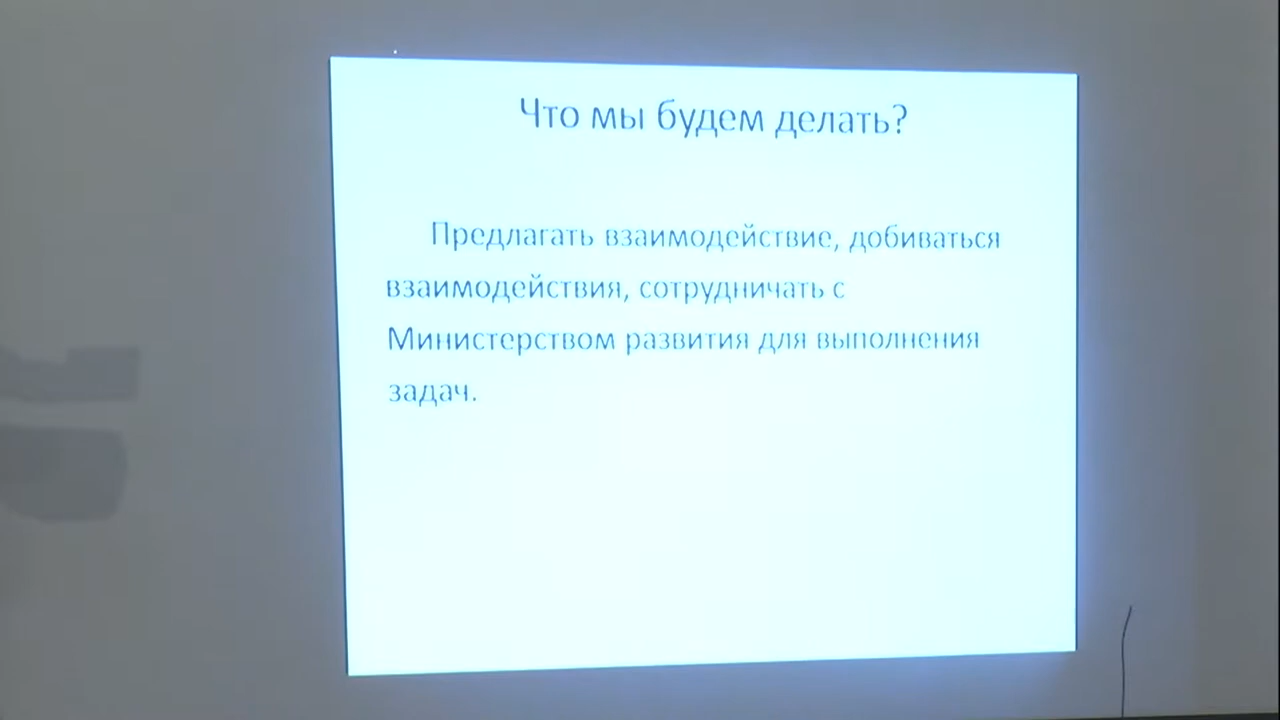 Что мы будем делать?
Предлагать взаимодействие, добиваться
взаимодействия, сотрудничать с
Министерством развития для выполнения
задач.